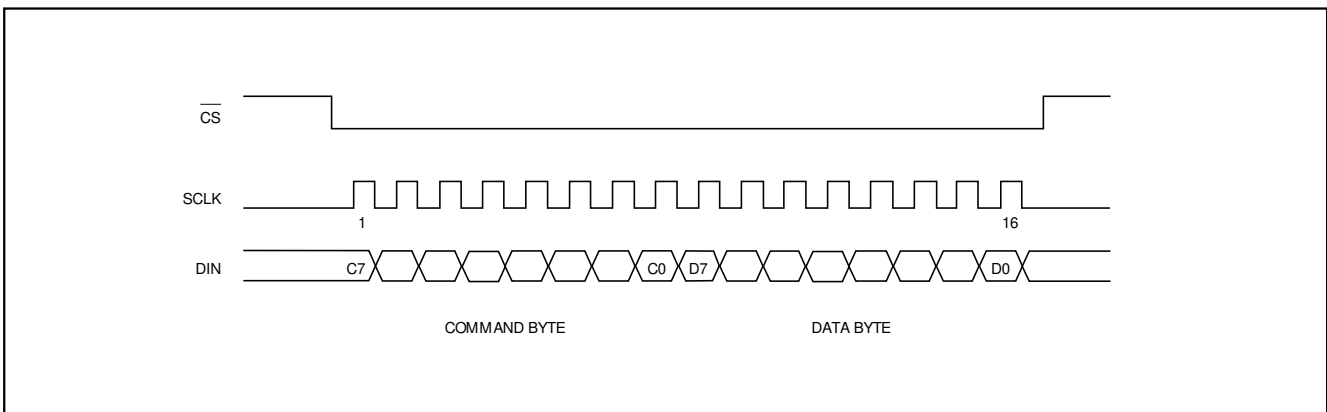 CS
SCLK
1
16
DIN
C7
C0
D7
D0
COMMAND BYTE
DATA BYTE